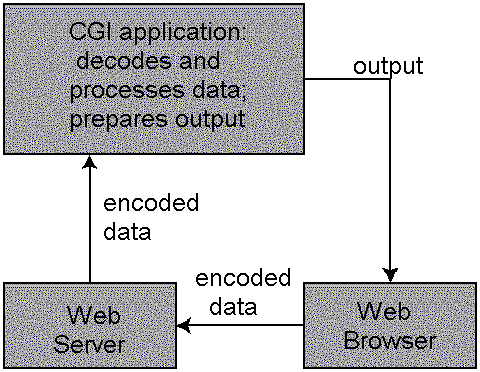 CGI application:
decodes and
processes data,
prepares output
output
encoded
data
encoded
data
Web
Server
Web
Browser